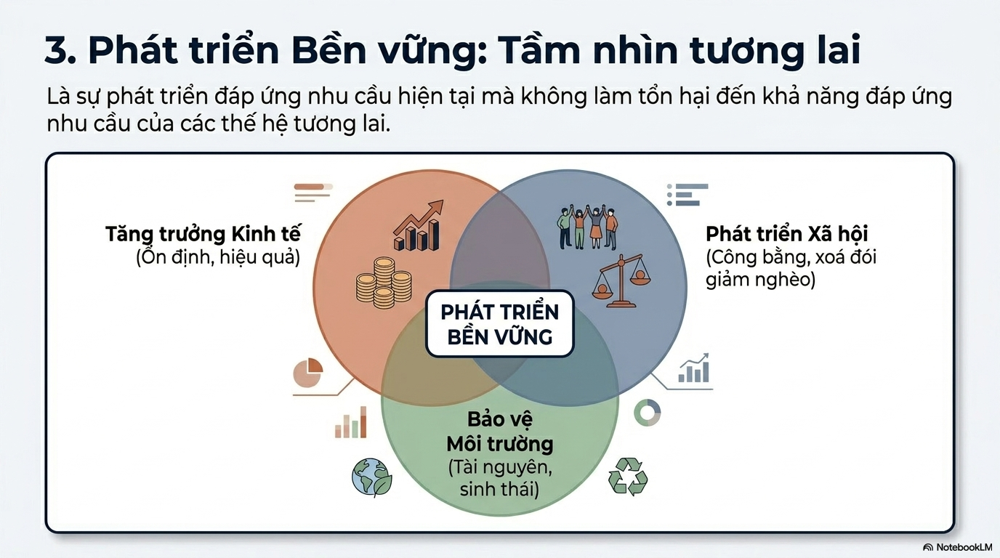 3. Phát triển Bền vững: Tầm nhìn tương lai
Là sự phát triển đáp ứng nhu cầu hiện tại mà không làm tổn hại đến khả năng đáp ứng
nhu cầu của các thế hệ tương lai.
Tăng trưởng Kinh tế
(Ổn định, hiệu quả)
Phát triển Xã hội
(Công bằng, xoá đói
giảm nghèo)
PHÁT TRIỂN
BỀN VỮNG
Bảo vệ
Môi trường
(Tài nguyên,
sinh thái)
NotebookLM